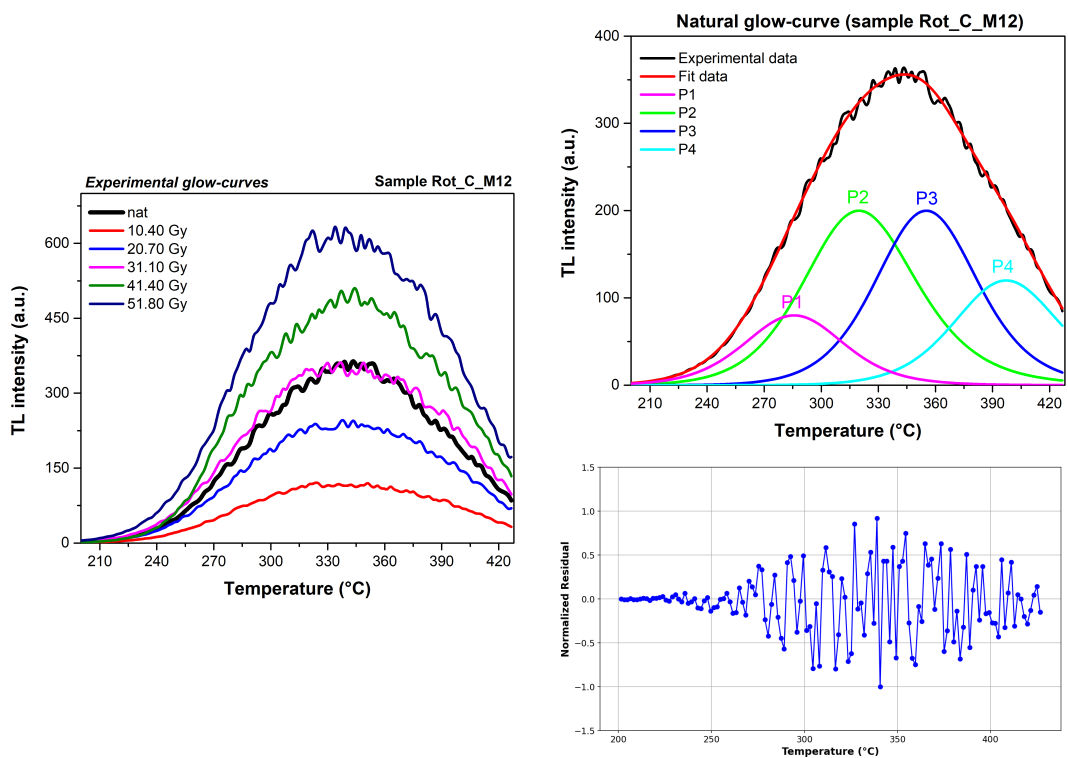 Experimental glow-curves
Sample Rot_C_M12
nat
10.40 Gy
20.70 Gy
31.10 Gy
41.40 Gy
51.80 Gy
TL intensity (a.u.)
600
450
300
150
0
210
240
270
300
330
360
390
420
Temperature (°C)
Natural glow-curve (sample Rot_C_M12)
Experimental data
Fit data
P1
P2
P3
P4
P1
P2
P3
P4
TL intensity (a.u.)
400
300
200
100
0
210
240
270
300
330
360
390
420
Temperature (°C)
Normalized Residual
1.5
1.0
0.5
0.0
−0.5
−1.0
−1.5
200
250
300
350
400
Temperature (°C)